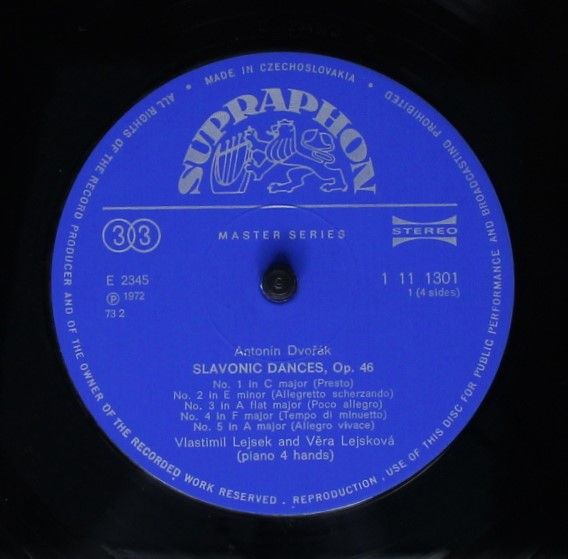 ALL RIGHTS OF THE RECORD PRODUCER AND OF THE OWNER OF THE RECORDED WORK RESERVED . REPRODUCTION , USE OF THIS DISC FOR PUBLIC PERFORMANCE AND BROADCASTING PROHIBITED
• MADE IN CZECHOSLOVAKIA •
SUPRAPHON
33
MASTER SERIES
STEREO
E 2345
1 11 1301
Ⓟ 1972
1 (4 sides)
73 2
Antonín Dvořák
SLAVONIC DANCES, Op. 46
No. 1 in C major (Presto)
No. 2 in E minor (Allegretto scherzando)
No. 3 in A flat major (Poco allegro)
No. 4 in F major (Tempo di minuetto)
No. 5 in A major (Allegro vivace)
Vlastimil Lejsek and Věra Lejsková
(piano 4 hands)